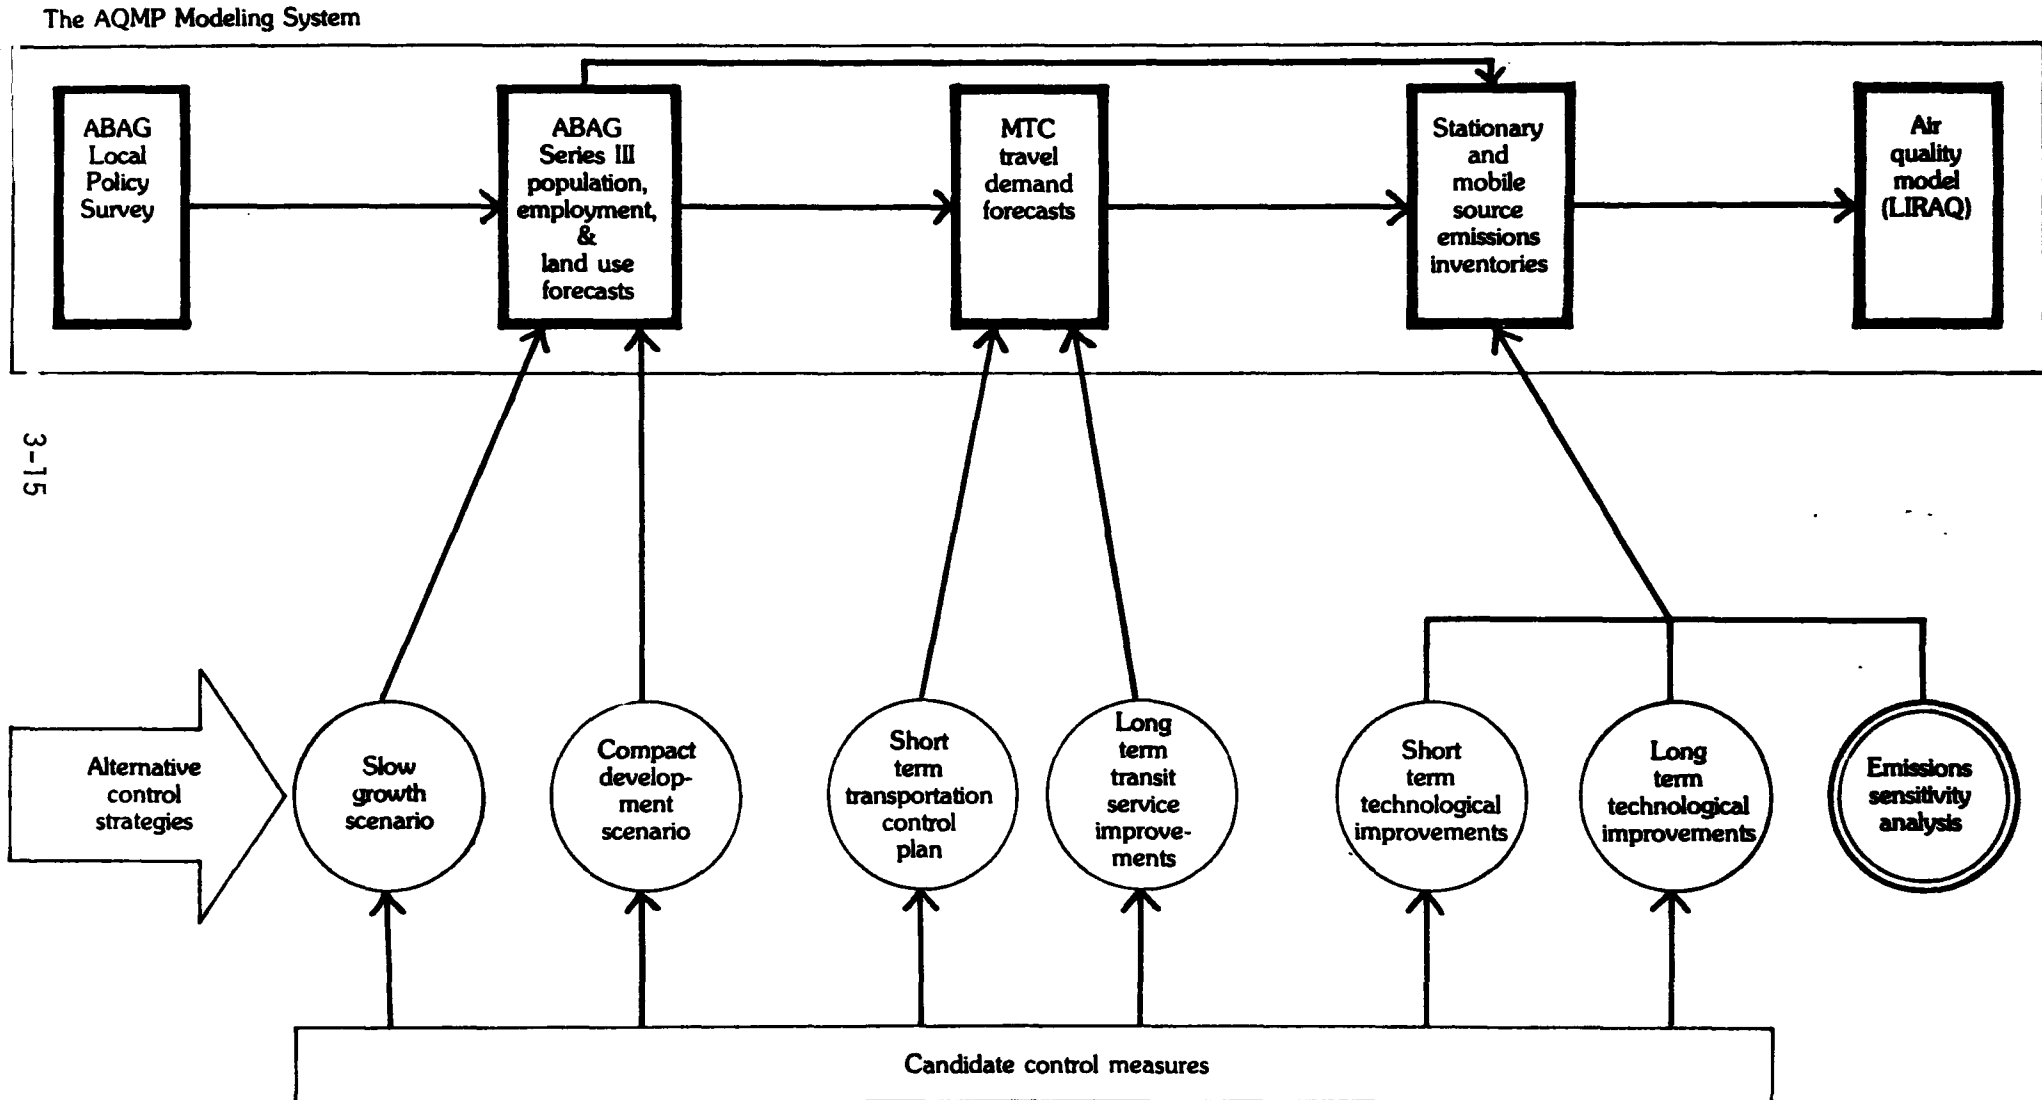 The AQMP Modeling System
ABAG
Local
Policy
Survey
ABAG
Series III
population,
employment,
&
land use
forecasts
MTC
travel
demand
forecasts
Stationary
and
mobile
source
emissions
inventories
Air
quality
model
(LIRAQ)
3-15
Alternative
control
strategies
Slow
growth
scenario
Compact
develop-
ment
scenario
Short
term
transportation
control
plan
Long
term
transit
service
improve-
ments
Short
term
technological
improvements
Long
term
technological
improvements
Emissions
sensitivity
analysis
Candidate control measures